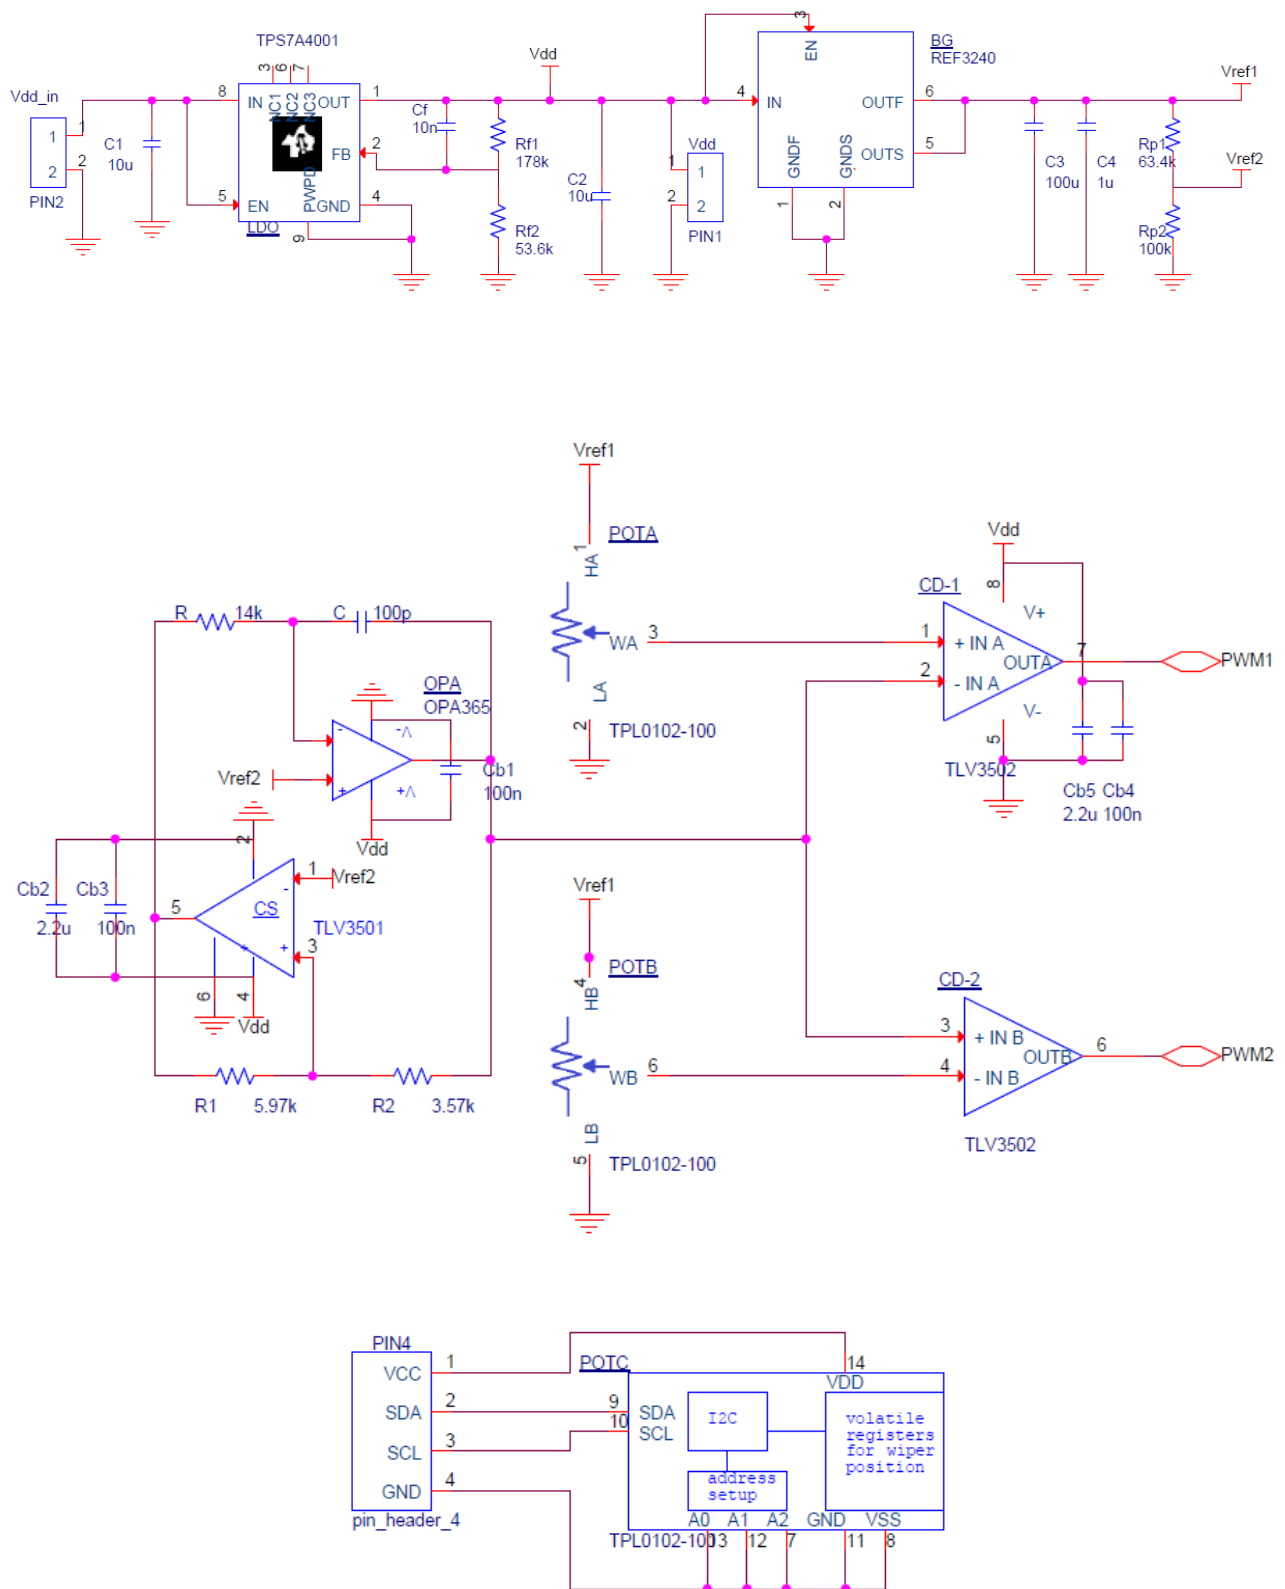 TPS7A4001
Vdd_in
1
2
PIN2
1
2
C1
10u
8
IN
3
6
7
NC1
NC2
NC3
OUT
1
FB
2
5
EN
PWPD
GND
4
LDO
9
Cf
10n
Rf1
178k
Rf2
53.6k
Vdd
C2
10u
Vdd
1
2
1
2
PIN1
3
EN
BG
REF3240
4
IN
OUTF
6
OUTS
5
GNDF
GNDS
1
2
C3
100u
C4
1u
Vref1
Rp1
63.4k
Vref2
Rp2
100k
Vref1
POTA
1
HA
WA
3
LA
2
TPL0102-100
R
14k
C
100p
OPA
OPA365
-
-V
+
+V
Vref2
Cb1
100n
Vdd
2
Cb2
2.2u
Cb3
100n
5
CS
1
Vref2
-
TLV3501
+
+
3
6
4
Vdd
R1
5.97k
R2
3.57k
Vdd
8
CD-1
V+
1
+ IN A
2
- IN A
OUTA
7
PWM1
V-
5
TLV3502
Cb5 Cb4
2.2u 100n
Vref1
POTB
4
HB
WB
6
LB
5
TPL0102-100
CD-2
3
+ IN B
4
- IN B
OUTB
6
PWM2
TLV3502
PIN4
VCC
1
SDA
2
SCL
3
GND
4
pin_header_4
POTC
14
VDD
9
SDA
10
SCL
I2C
volatile
registers
for wiper
position
address
setup
A0
A1
A2
GND
VSS
TPL0102-100
13
12
7
11
8